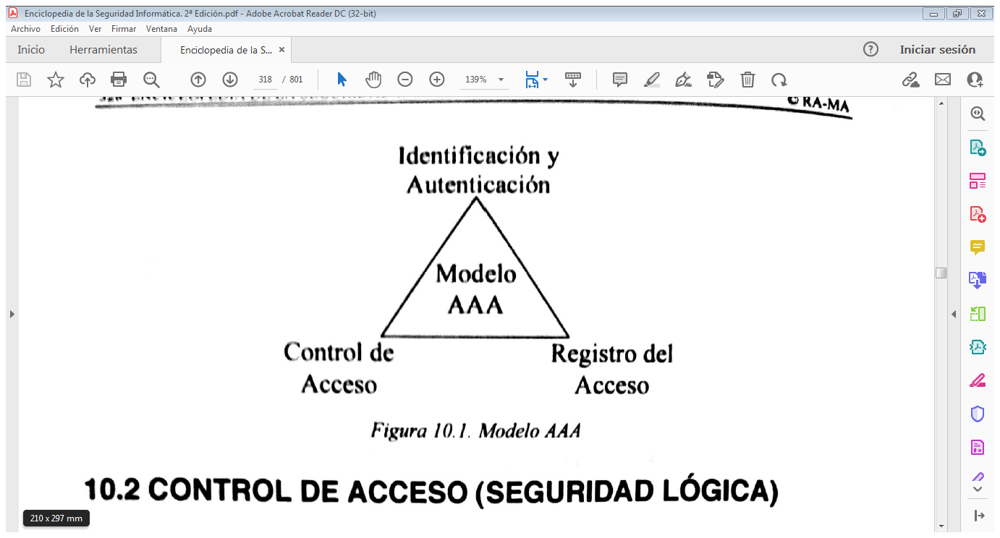 Enciclopedia de la Seguridad Informática. 2ª Edición.pdf - Adobe Acrobat Reader DC (32-bit)
Archivo Edición Ver Firmar Ventana Ayuda
Inicio Herramientas Enciclopedia de la S... × Iniciar sesión
318 / 801 139%
© RA-MA
Identificación y
Autenticación
Modelo
AAA
Control de
Acceso
Registro del
Acceso
Figura 10.1. Modelo AAA
10.2 CONTROL DE ACCESO (SEGURIDAD LÓGICA)
210 x 297 mm